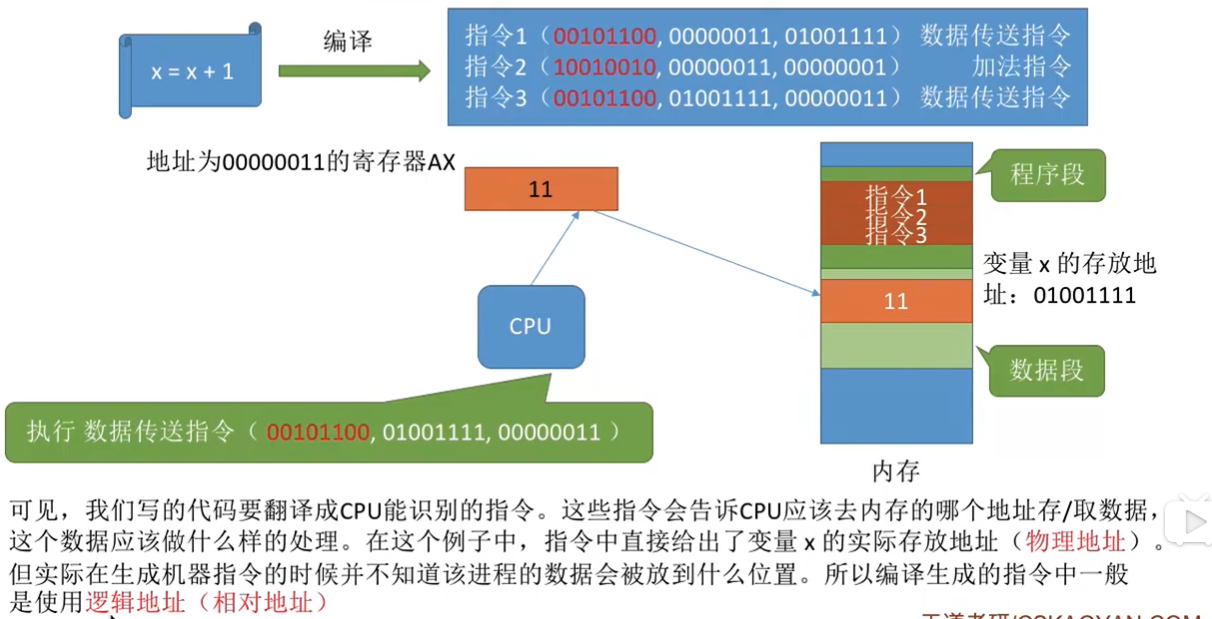 x = x + 1
编译
指令1（00101100, 00000011, 01001111） 数据传送指令
指令2（10010010, 00000011, 00000001） 加法指令
指令3（00101100, 01001111, 00000011） 数据传送指令
地址为00000011的寄存器AX
11
程序段
指令1
指令2
指令3
变量 x 的存放地
址：01001111
11
CPU
数据段
执行 数据传送指令（ 00101100, 01001111, 00000011 ）
内存
可见，我们写的代码要翻译成CPU能识别的指令。这些指令会告诉CPU应该去内存的哪个地址存/取数据，
这个数据应该做什么样的处理。在这个例子中，指令中直接给出了变量 x 的实际存放地址（物理地址）。
但实际在生成机器指令的时候并不知道该进程的数据会被放到什么位置。所以编译生成的指令中一般
是使用逻辑地址（相对地址）